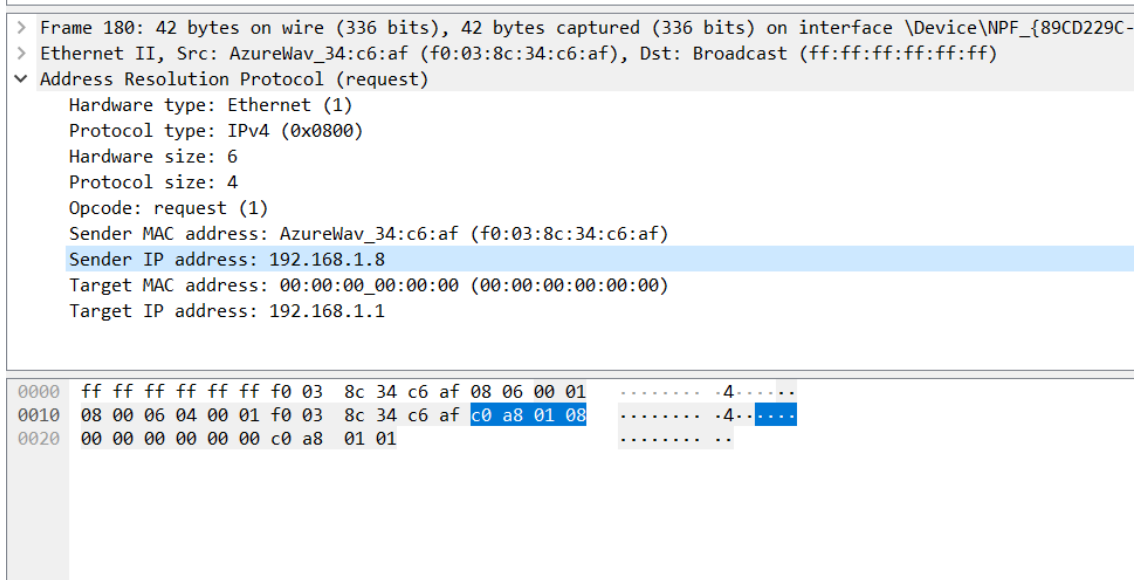 > Frame 180: 42 bytes on wire (336 bits), 42 bytes captured (336 bits) on interface \Device\NPF_{89CD229C-
> Ethernet II, Src: AzureWav_34:c6:af (f0:03:8c:34:c6:af), Dst: Broadcast (ff:ff:ff:ff:ff:ff)
Address Resolution Protocol (request)
Hardware type: Ethernet (1)
Protocol type: IPv4 (0x0800)
Hardware size: 6
Protocol size: 4
Opcode: request (1)
Sender MAC address: AzureWav_34:c6:af (f0:03:8c:34:c6:af)
Sender IP address: 192.168.1.8
Target MAC address: 00:00:00_00:00:00 (00:00:00:00:00:00)
Target IP address: 192.168.1.1
0000 ff ff ff ff ff ff f0 03 8c 34 c6 af 08 06 00 01 ········ ·4······
0010 08 00 06 04 00 01 f0 03 8c 34 c6 af c0 a8 01 08 ········ ·4······
0020 00 00 00 00 00 00 c0 a8 01 01 ········ ··